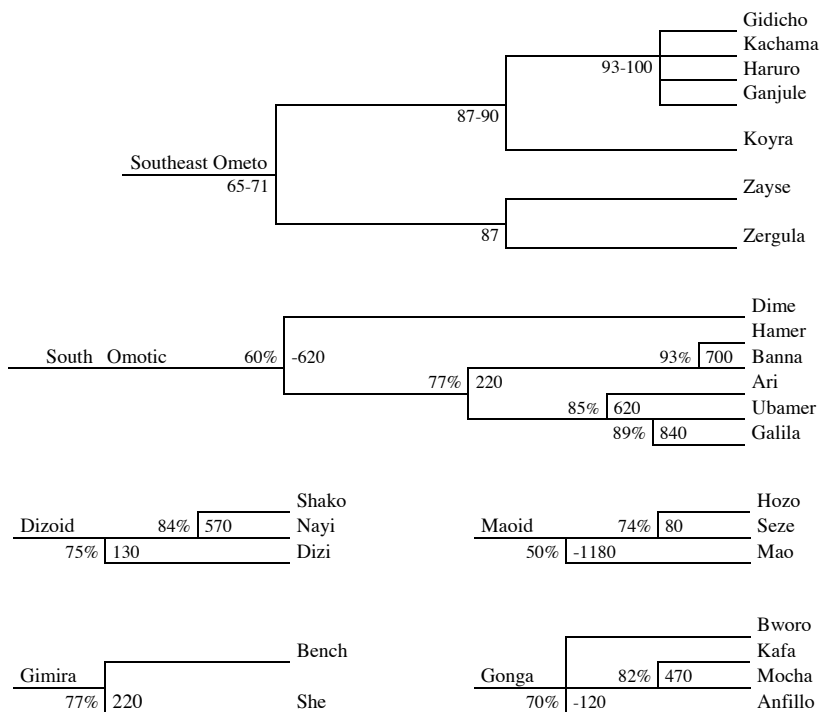 Gidicho
Kachama
93-100 Haruro
Ganjule
87-90
Koyra
Southeast Ometo
65-71
Zayse
87 Zergula
Dime
Hamer
South Omotic 60% -620 93% 700 Banna
77% 220 Ari
85% 620 Ubamer
89% 840 Galila
Shako
Dizoid 84% 570 Nayi
75% 130 Dizi
Hozo
Maoid 74% 80 Seze
50% -1180 Mao
Bench
Gimira
77% 220 She
Bworo
Kafa
Gonga 82% 470 Mocha
70% -120 Anfillo